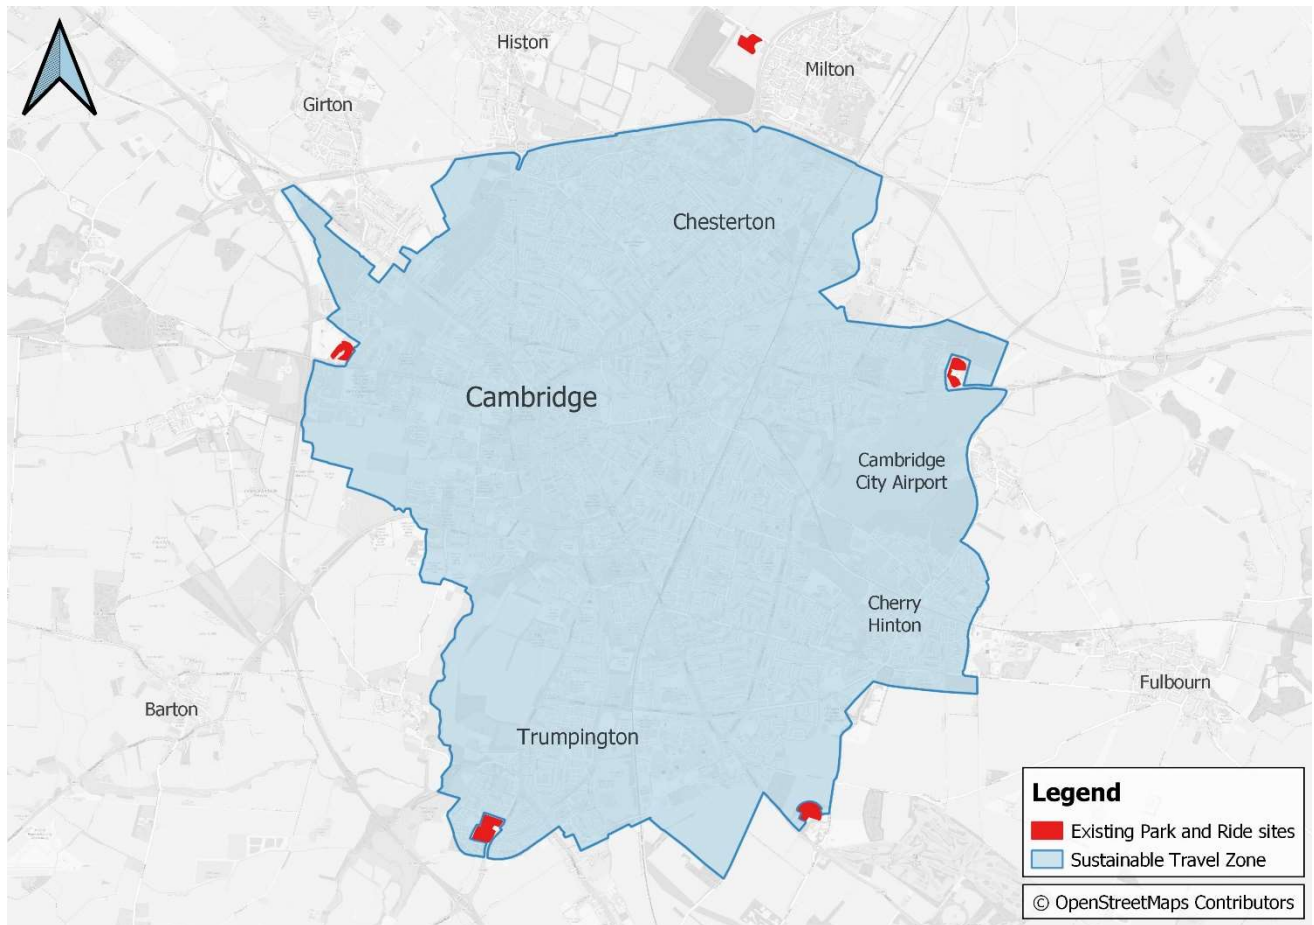 Histon
Milton
Girton
Chesterton
Cambridge
Cambridge
City Airport
Cherry
Hinton
Fulbourn
Barton
Trumpington
Legend
Existing Park and Ride sites
Sustainable Travel Zone
© OpenStreetMaps Contributors